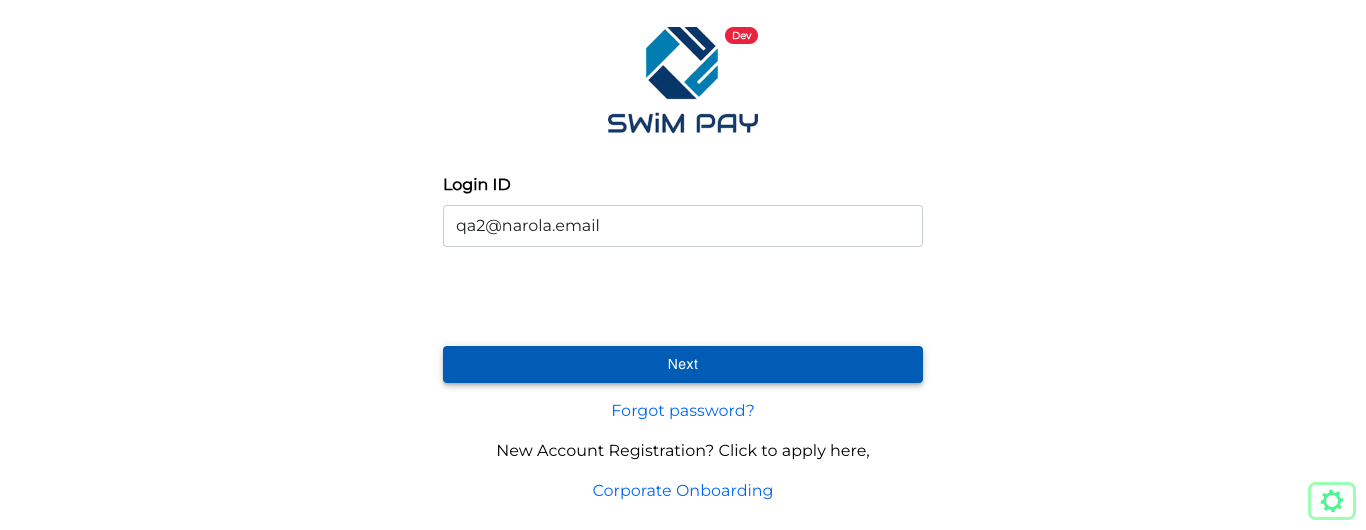 Dev
SWiM PAY
Login ID
qa2@narola.email
Next
Forgot password?
New Account Registration? Click to apply here,
Corporate Onboarding